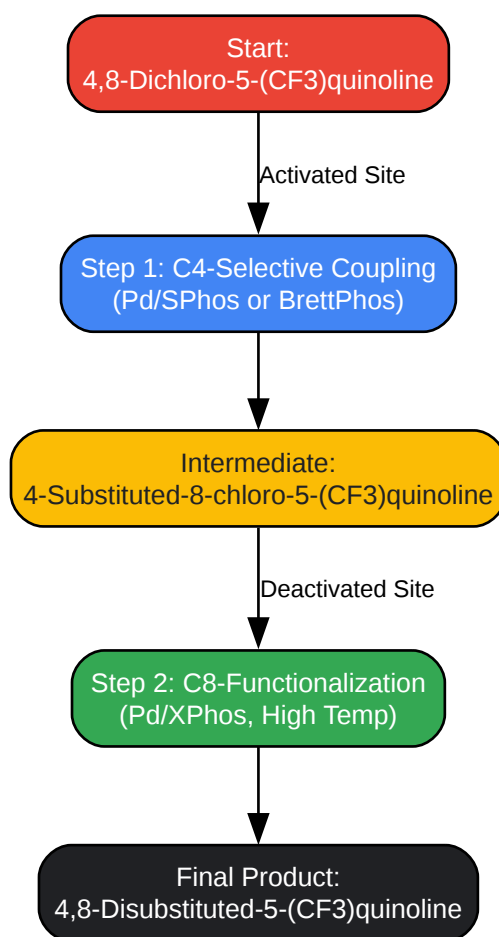 Start:
4,8-Dichloro-5-(CF3)quinoline
Activated Site
Step 1: C4-Selective Coupling
(Pd/SPhos or BrettPhos)
Intermediate:
4-Substituted-8-chloro-5-(CF3)quinoline
Deactivated Site
Step 2: C8-Functionalization
(Pd/XPhos, High Temp)
Final Product:
4,8-Disubstituted-5-(CF3)quinoline